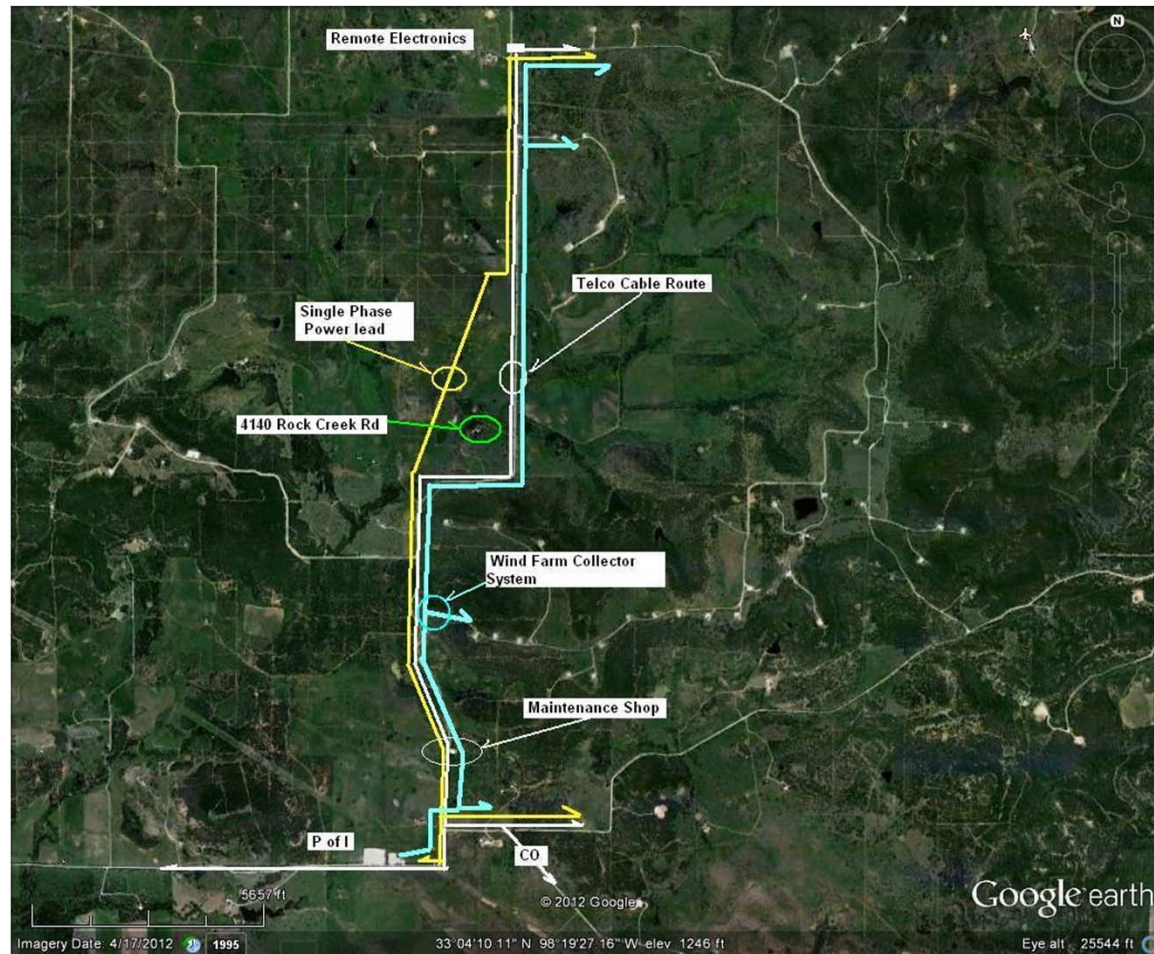 Remote Electronics
N
Telco Cable Route
Single Phase
Power lead
4140 Rock Creek Rd
Wind Farm Collector
System
Maintenance Shop
P of I
CO
5657 ft
© 2012 Google
Google earth
Imagery Date: 4/17/2012
1995
33°04'10.11" N 98°19'27.16" W elev 1246 ft
Eye alt 25544 ft